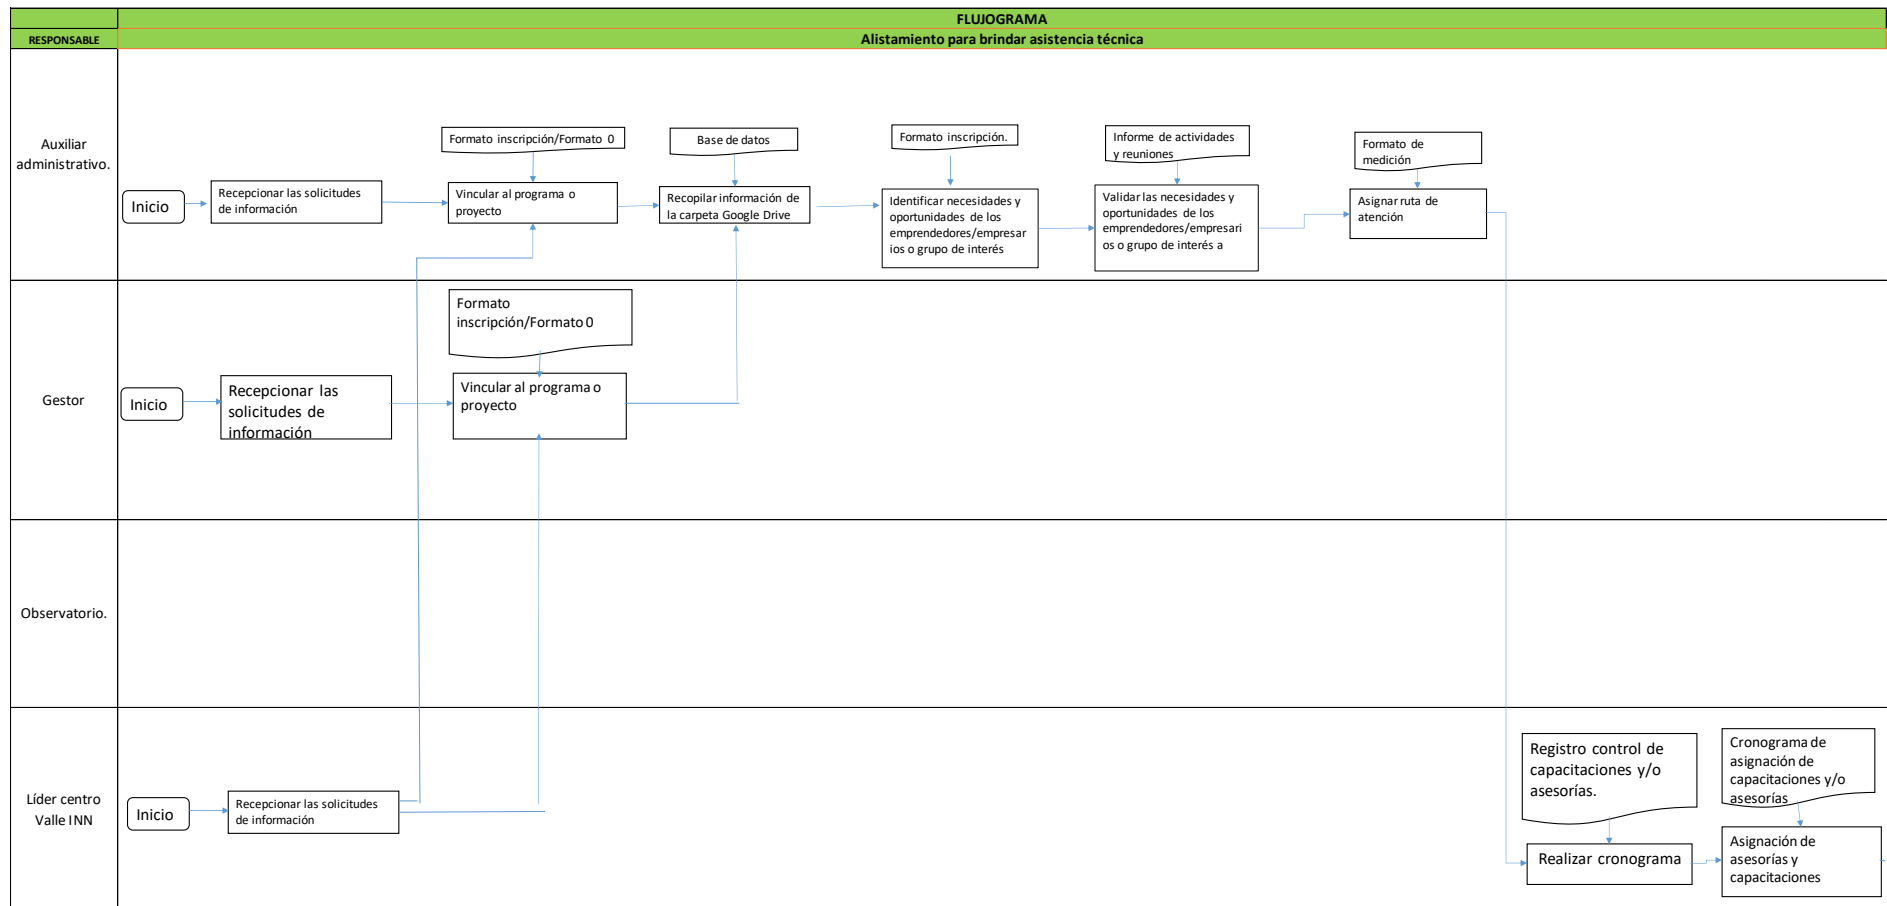 FLUJOGRAMA
RESPONSABLE
Alistamiento para brindar asistencia técnica
Auxiliar
administrativo.
Inicio
Recepcionar las solicitudes
de información
Formato inscripción/Formato 0
Vincular al programa o
proyecto
Base de datos
Recopilar información de
la carpeta Google Drive
Formato inscripción.
Identificar necesidades y
oportunidades de los
emprendedores/empresar
ios o grupo de interés
Informe de actividades
y reuniones
Validar las necesidades y
oportunidades de los
emprendedores/empresari
os o grupo de interés a
Formato de
medición
Asignar ruta de
atención
Gestor
Inicio
Recepcionar las
solicitudes de
información
Formato
inscripción/Formato 0
Vincular al programa o
proyecto
Observatorio.
Líder centro
Valle INN
Inicio
Recepcionar las solicitudes
de información
Registro control de
capacitaciones y/o
asesorías.
Realizar cronograma
Cronograma de
asignación de
capacitaciones y/o
asesorías
Asignación de
asesorías y
capacitaciones